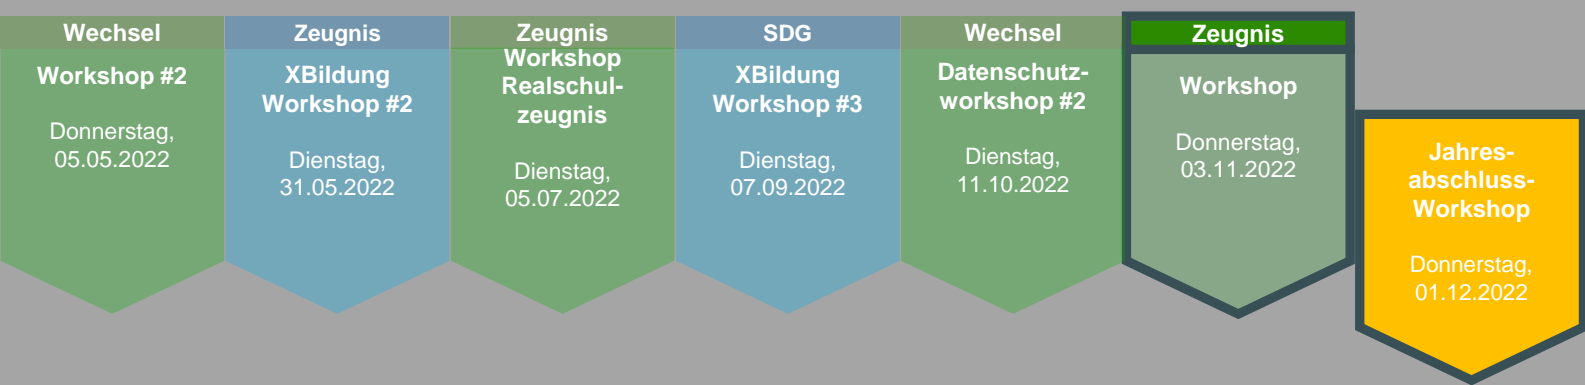 Wechsel
Workshop #2
Donnerstag,
05.05.2022
Zeugnis
XBildung
Workshop #2
Dienstag,
31.05.2022
Zeugnis
Workshop
Realschul-
zeugnis
Dienstag,
05.07.2022
SDG
XBildung
Workshop #3
Dienstag,
07.09.2022
Wechsel
Datenschutz-
workshop #2
Dienstag,
11.10.2022
Zeugnis
Workshop
Donnerstag,
03.11.2022
Jahres-
abschluss-
Workshop
Donnerstag,
01.12.2022